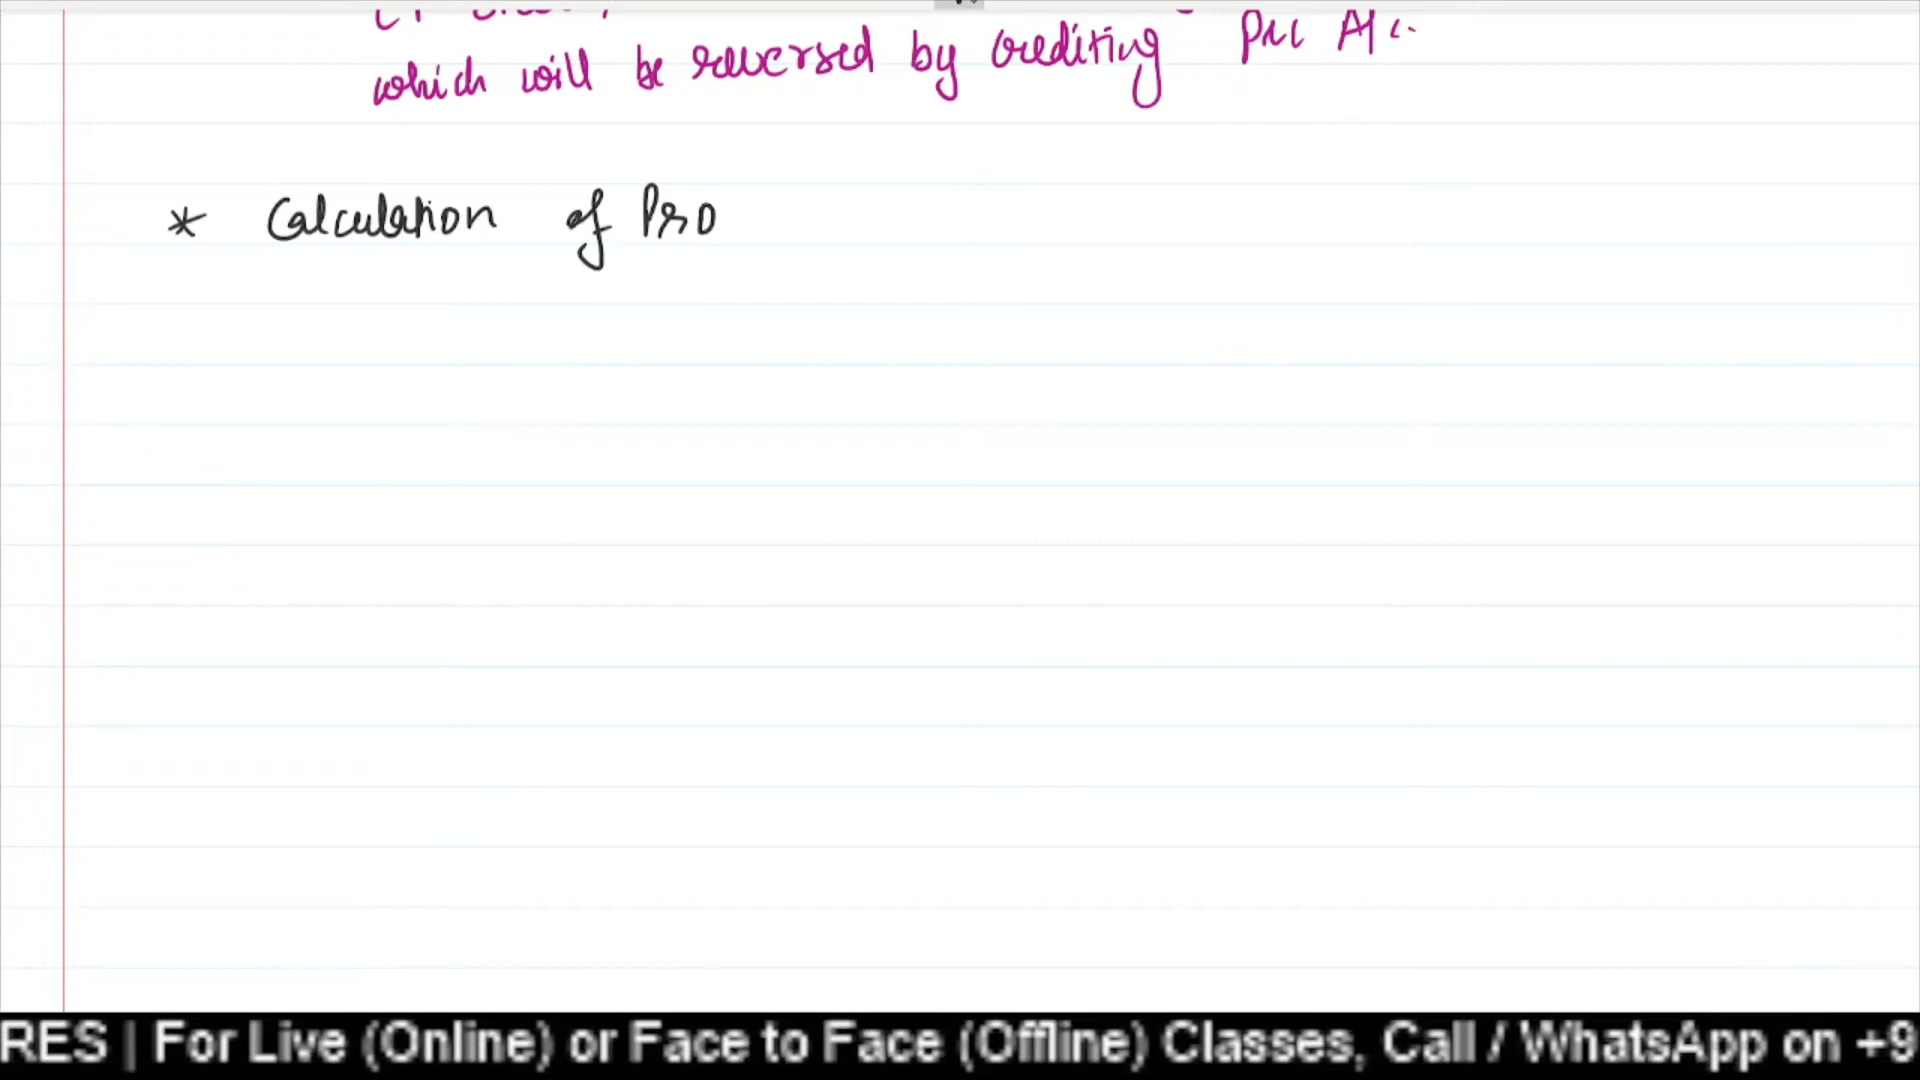 which will be reversed by crediting P&L A/c.
* Calculation of Pro
RES | For Live (Online) or Face to Face (Offline) Classes, Call / WhatsApp on +9